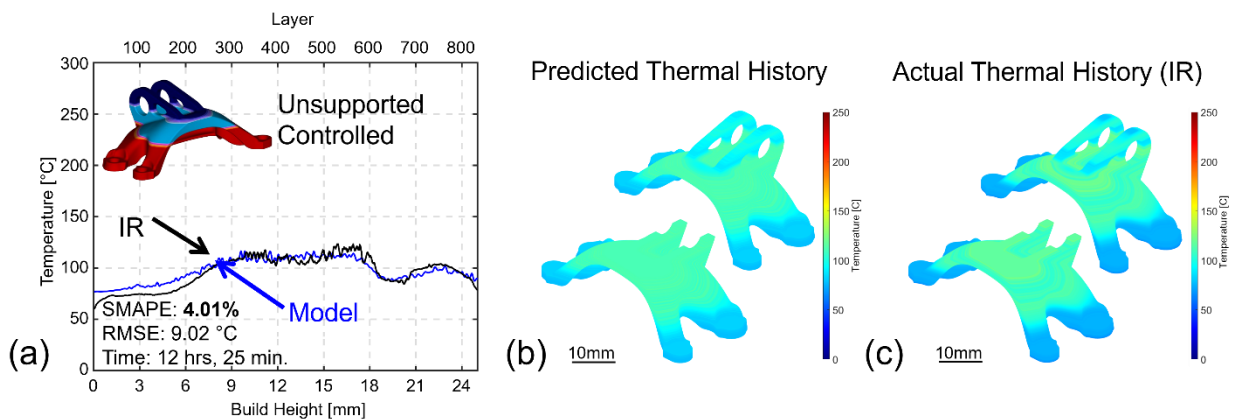 Layer
100 200 300 400 500 600 700 800
300
250
200
150
100
50
0
Temperature [°C]
Unsupported
Controlled
IR
Model
SMAPE: 4.01%
RMSE: 9.02 °C
Time: 12 hrs, 25 min.
(a)
0 3 6 9 12 15 18 21 24
Build Height [mm]
Predicted Thermal History
250
200
150
100
50
0
Temperature [C]
10mm
(b)
Actual Thermal History (IR)
250
200
150
100
50
0
Temperature [C]
10mm
(c)